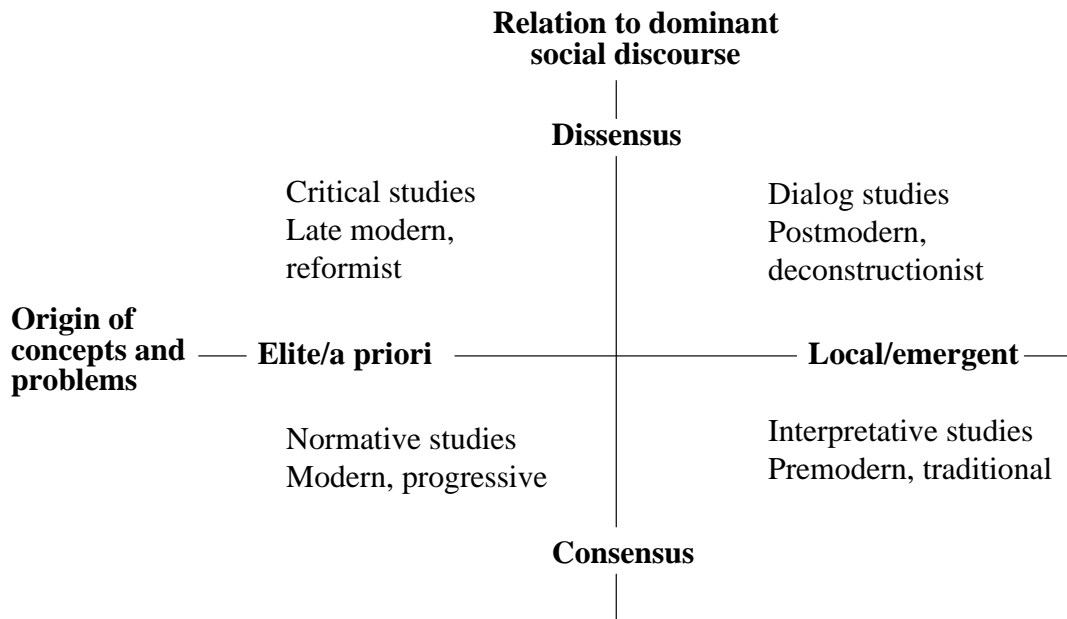 Relation to dominant
social discourse
Dissensus
Critical studies
Late modern,
reformist
Dialog studies
Postmodern,
deconstructionist
Origin of
concepts and
problems
Elite/a priori
Local/emergent
Normative studies
Modern, progressive
Interpretative studies
Premodern, traditional
Consensus